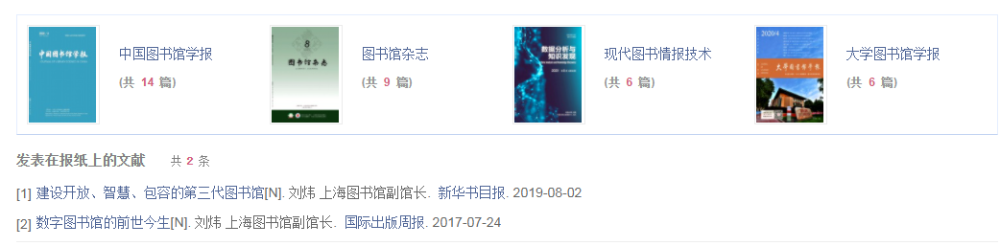 中国图书馆学报
图书馆杂志
现代图书情报技术
大学图书馆学报
(共 14 篇)
(共 9 篇)
(共 6 篇)
(共 6 篇)
中国图书馆学报
8
图书馆杂志
数据分析与
知识发现
2020/4
大学图书馆学报
发表在报纸上的文献 共 2 条
[1] 建设开放、智慧、包容的第三代图书馆[N]. 刘炜 上海图书馆副馆长. 新华书目报. 2019-08-02
[2] 数字图书馆的前世今生[N]. 刘炜 上海图书馆副馆长. 国际出版周报. 2017-07-24